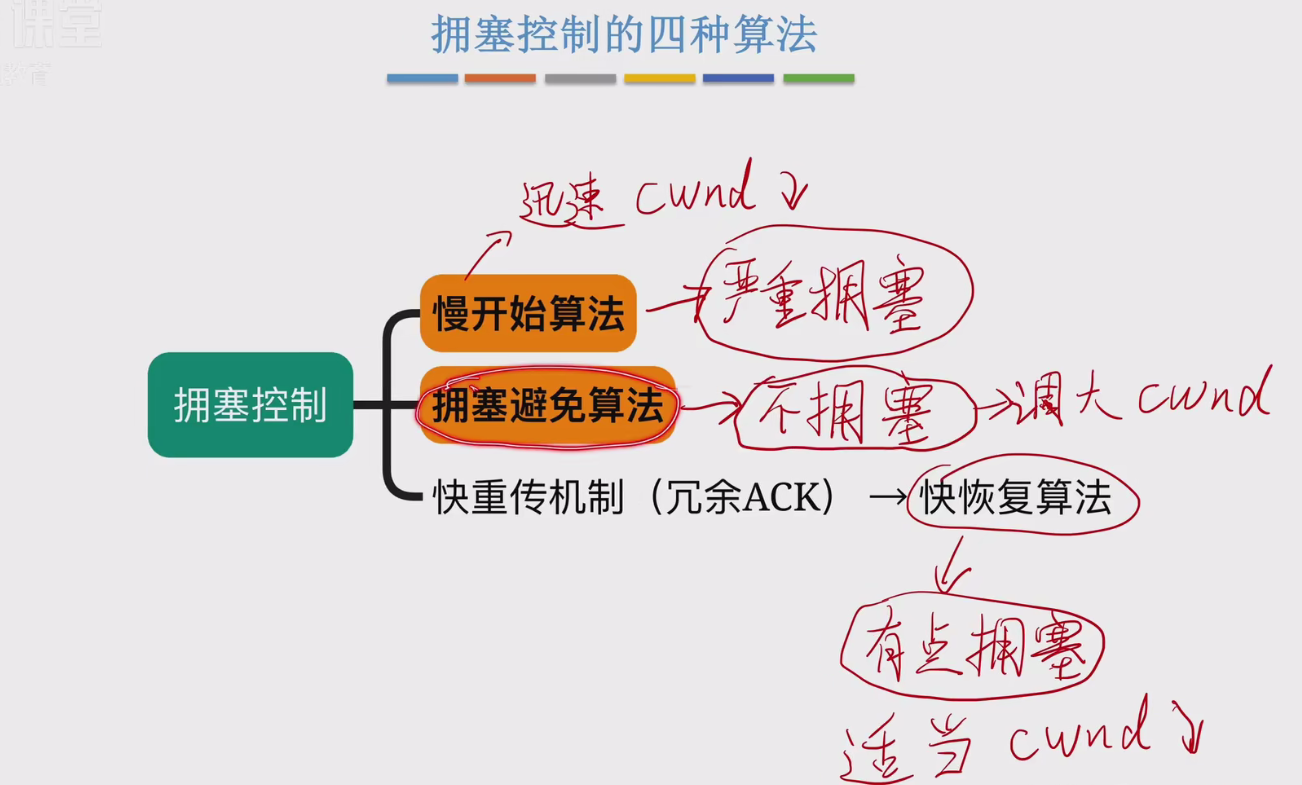 课堂
拥塞控制的四种算法
迅速 cwnd ↓
慢开始算法 → 严重拥塞
拥塞控制
拥塞避免算法 → 不拥塞 → 调大 cwnd
快重传机制（冗余ACK） → 快恢复算法
有点拥塞
适当 cwnd ↓